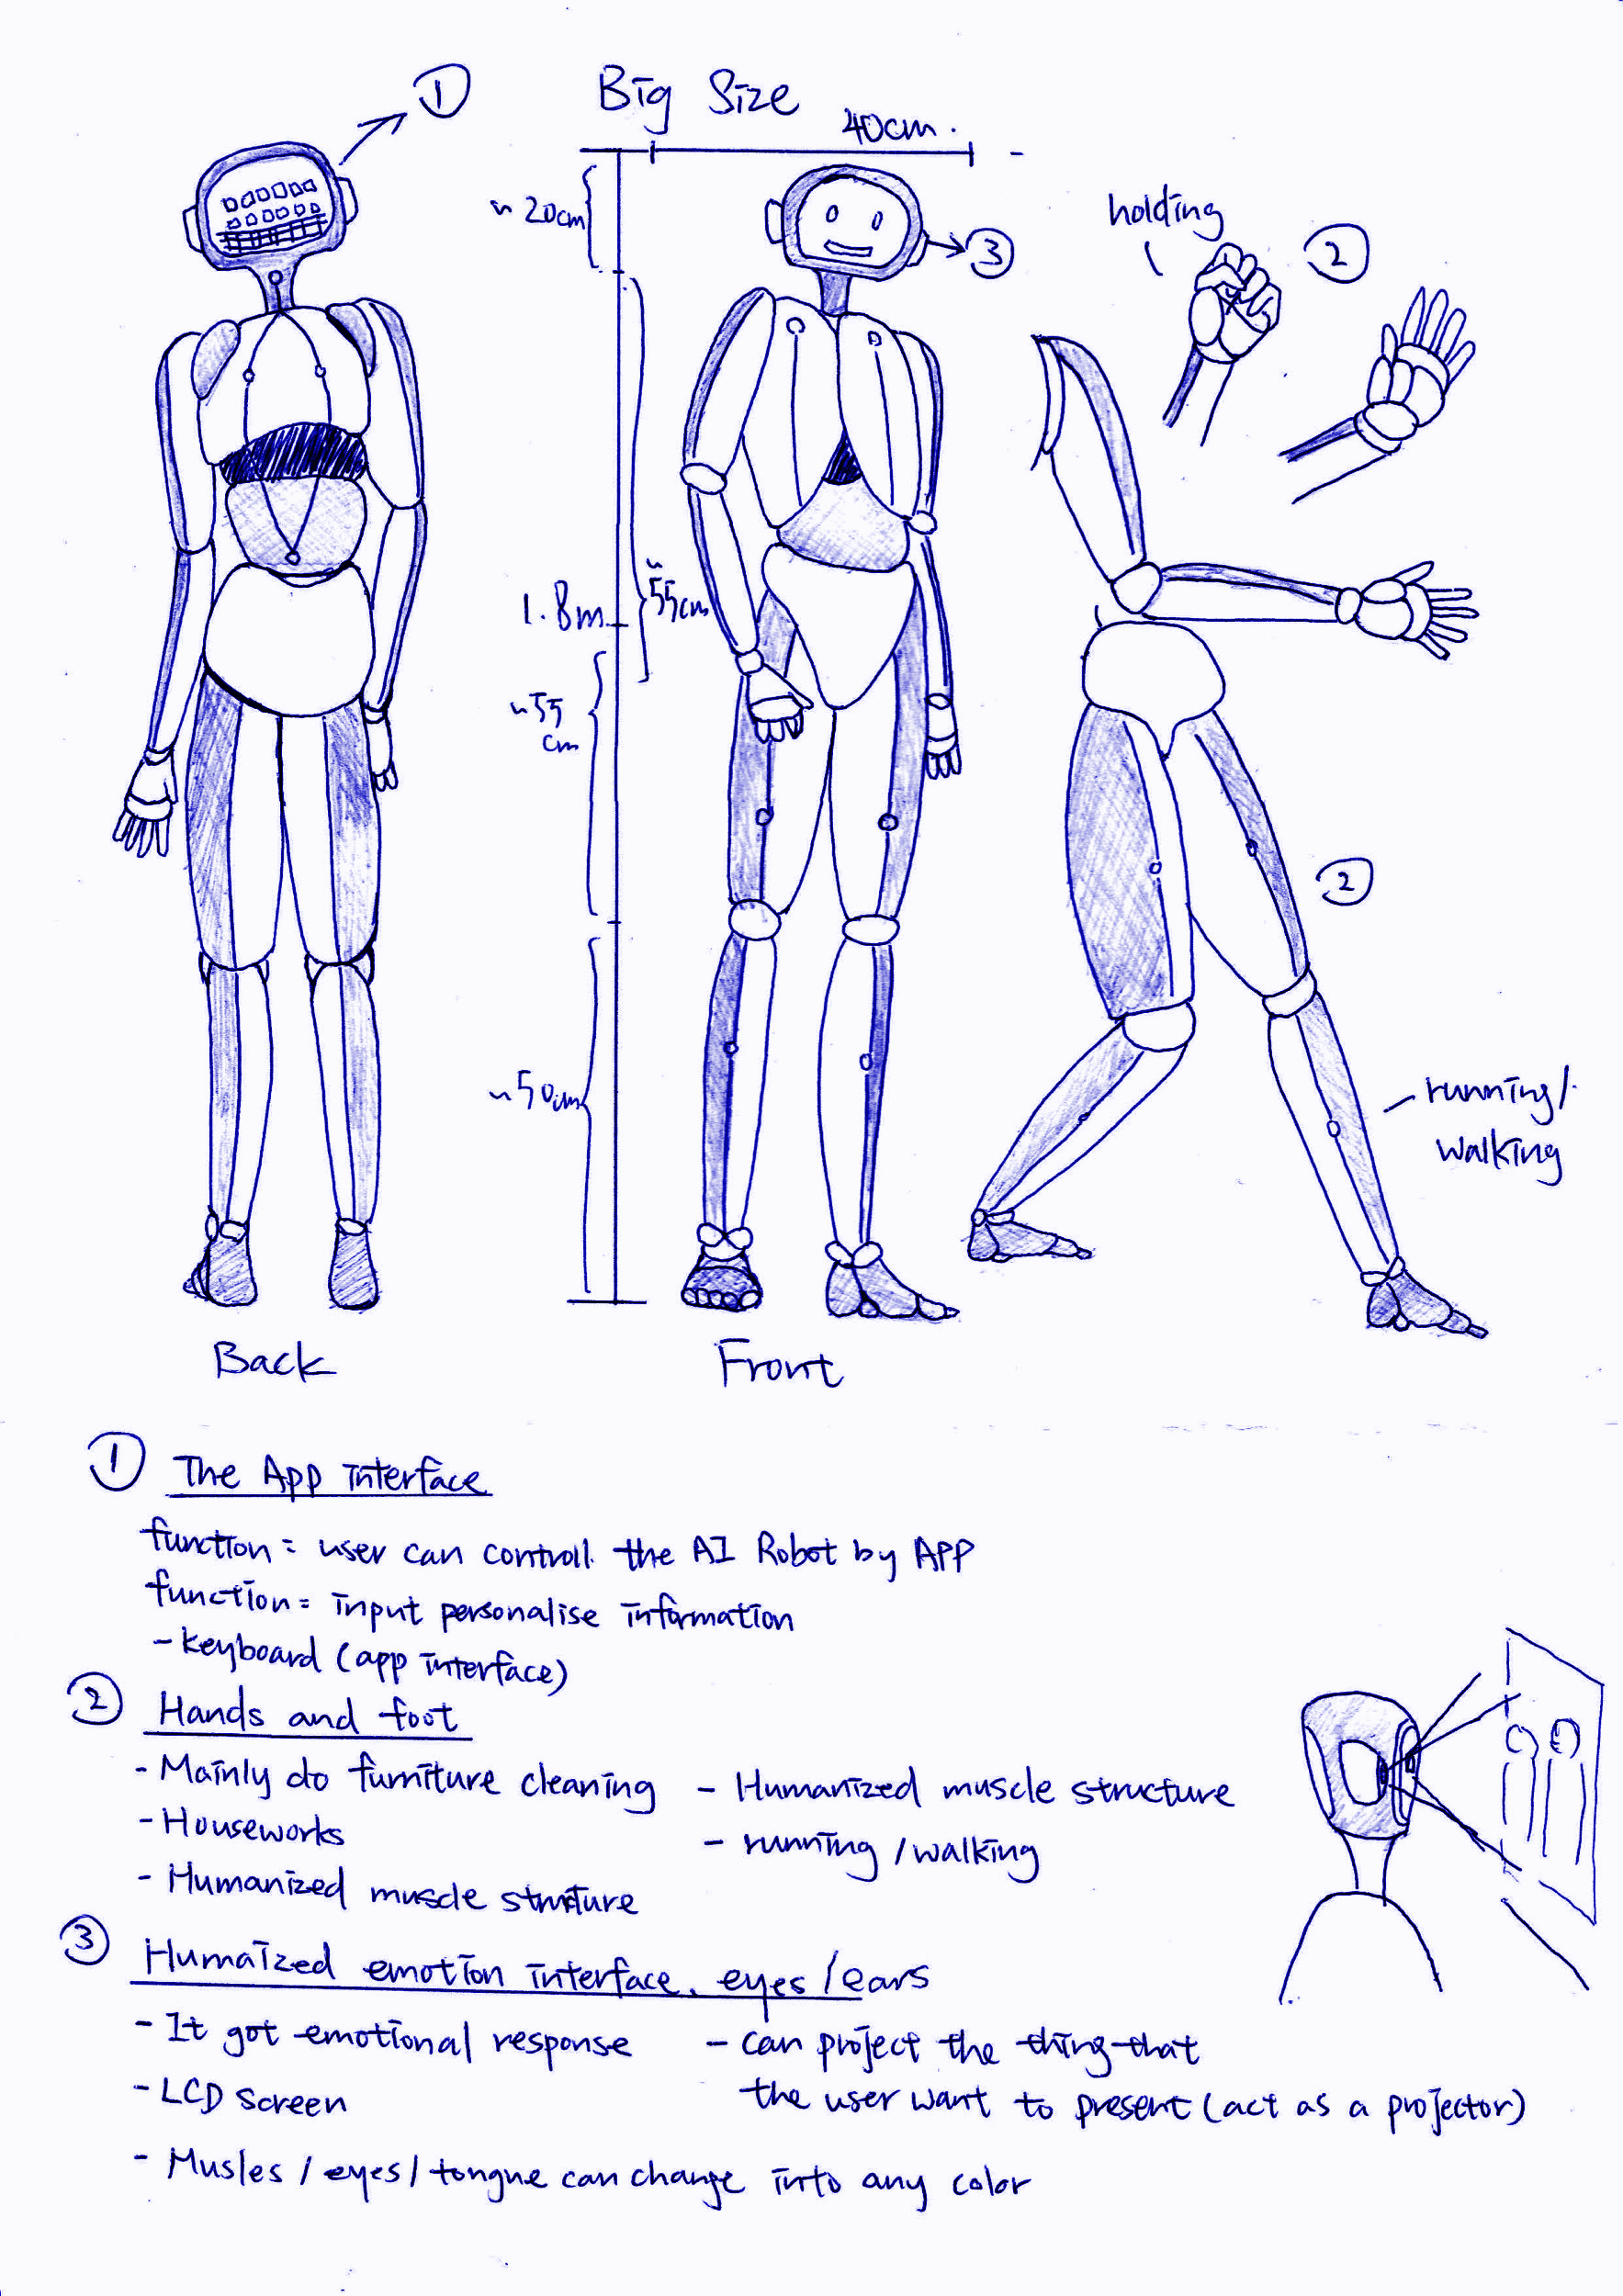 ①
Big Size
40cm.
~ 20cm
③
holding
②
1.8m
~55cm
~55
cm
②
~50cm
running/
walking
Back
Front
① The App interface
function = user can controll the AI Robot by APP
function = input personalise information
- keyboard (app interface)
② Hands and foot
- Mainly do furniture cleaning
- Houseworks
- Humanized muscle struture
- Humanized muscle structure
- running / walking
③ Humaized emotion interface. eyes / ears
- It got emotional response
- LCD screen
- Musles / eyes / tongue can change into any color
- can project the thing that
the user want to present (act as a projector)